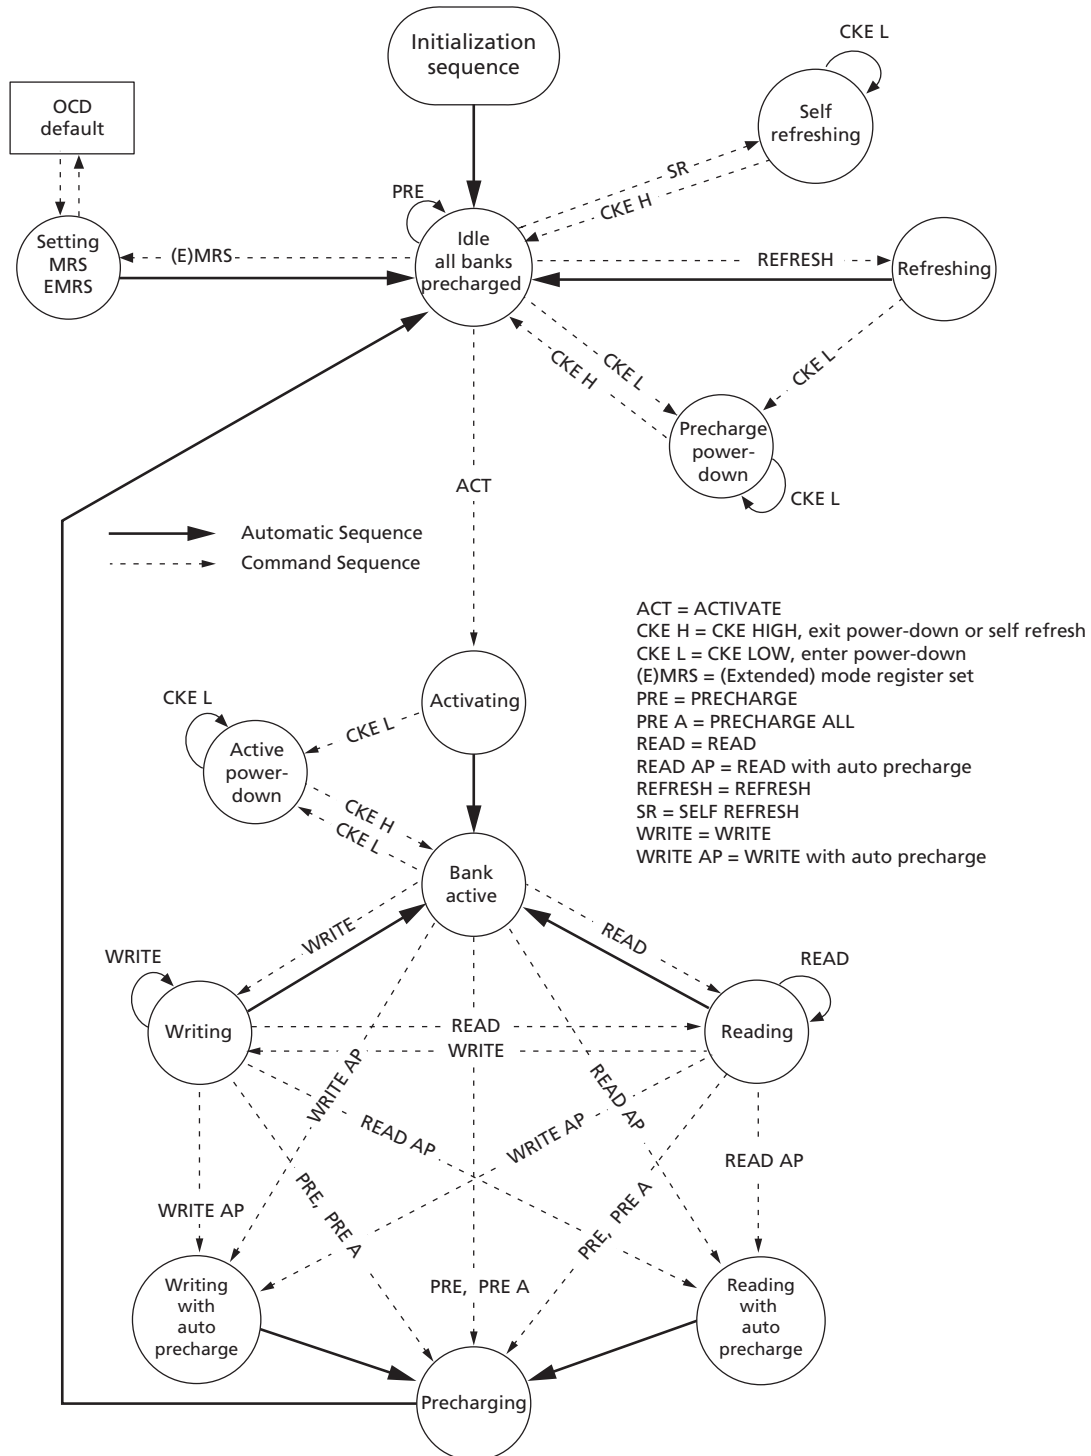 Initialization
sequence
CKE L
OCD
default
Self
refreshing
SR
CKE H
PRE
Setting
MRS
EMRS
(E)MRS
Idle
all banks
precharged
REFRESH
Refreshing
CKE L
CKE H
CKE L
Precharge
power-
down
CKE L
ACT
Automatic Sequence
Command Sequence
ACT = ACTIVATE
CKE H = CKE HIGH, exit power-down or self refresh
CKE L = CKE LOW, enter power-down
(E)MRS = (Extended) mode register set
PRE = PRECHARGE
PRE A = PRECHARGE ALL
READ = READ
READ AP = READ with auto precharge
REFRESH = REFRESH
SR = SELF REFRESH
WRITE = WRITE
WRITE AP = WRITE with auto precharge
Activating
CKE L
CKE L
Active
power-
down
CKE H
CKE L
Bank
active
WRITE
READ
WRITE
READ
Writing
READ
WRITE
Reading
WRITE AP
READ AP
READ AP
WRITE AP
READ AP
WRITE AP
PRE, PRE A
PRE, PRE A
PRE, PRE A
Writing
with
auto
precharge
Reading
with
auto
precharge
Precharging